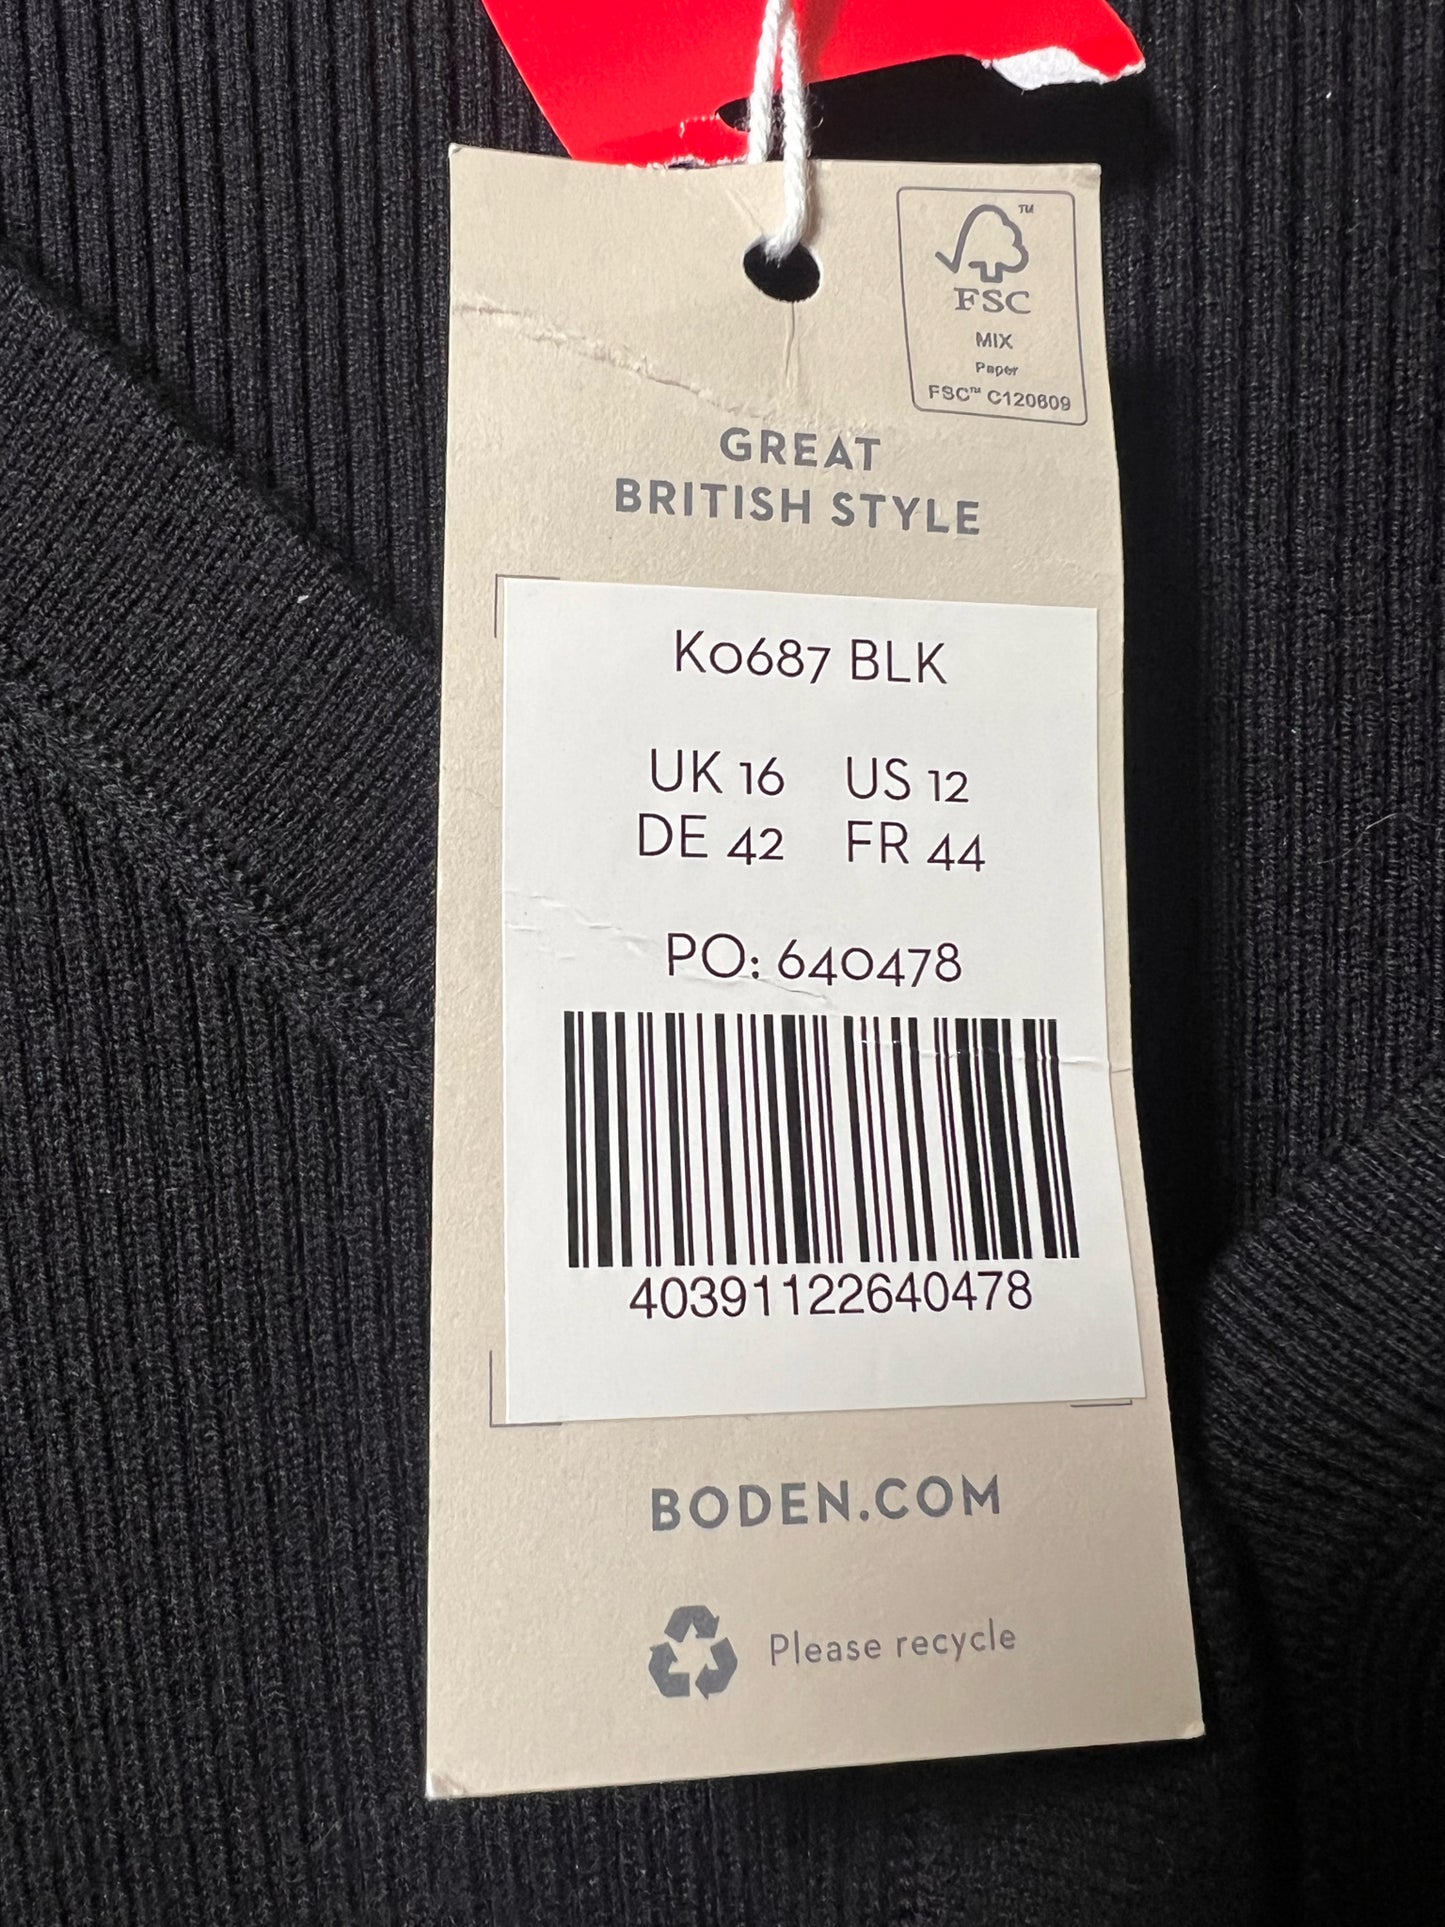 TM
FSC
MIX
Paper
FSC™ C120609
GREAT
BRITISH STYLE
K0687 BLK
UK 16 US 12
DE 42 FR 44
PO: 640478
40391122640478
BODEN.COM
Please recycle